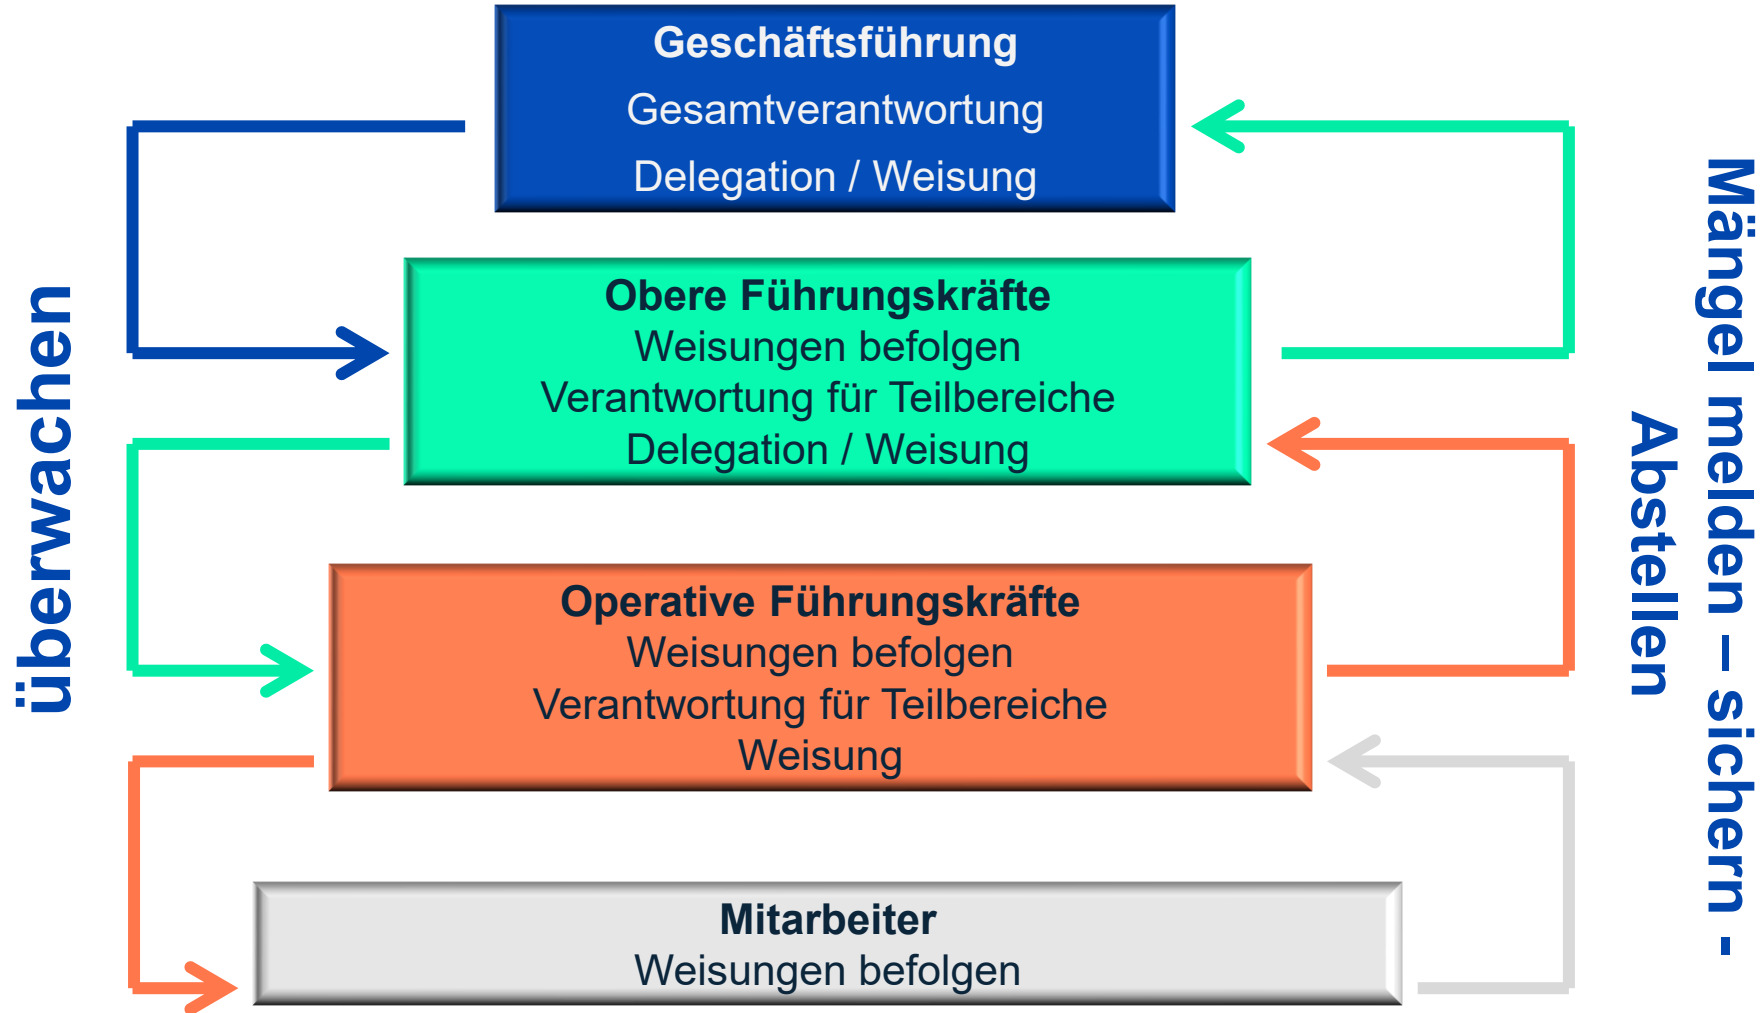 Geschäftsführung
Gesamtverantwortung
Delegation / Weisung
Obere Führungskräfte
Weisungen befolgen
Verantwortung für Teilbereiche
Delegation / Weisung
Operative Führungskräfte
Weisungen befolgen
Verantwortung für Teilbereiche
Weisung
Mitarbeiter
Weisungen befolgen
überwachen
Mängel melden – sichern -
Abstellen